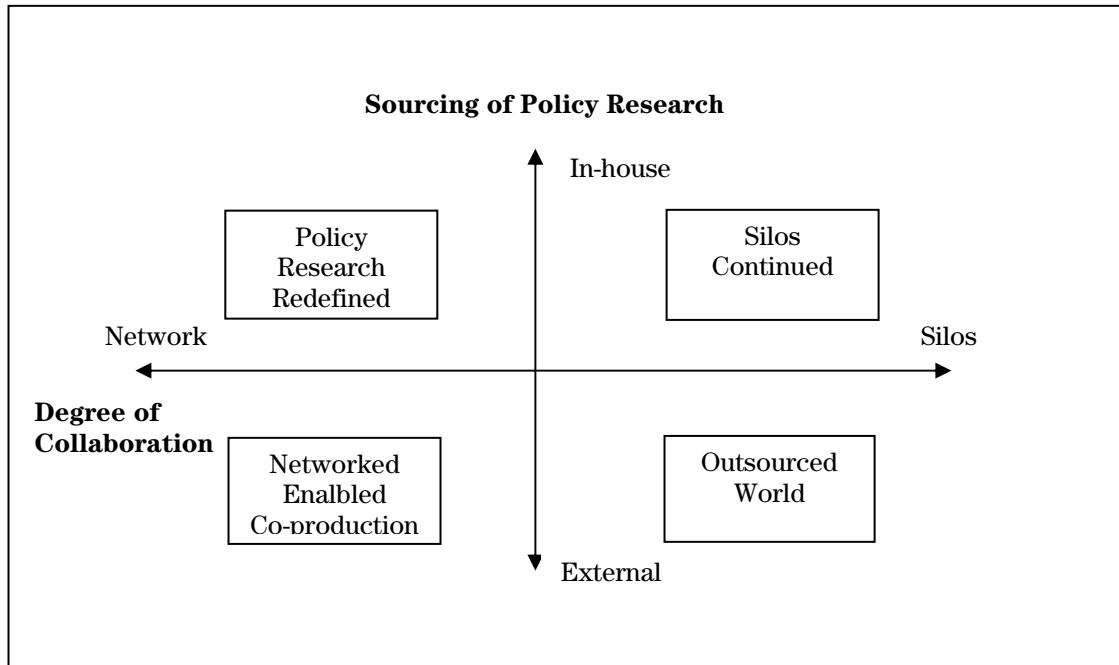 Sourcing of Policy Research
In-house
Policy
Research
Redefined
Silos
Continued
Network
Silos
Degree of
Collaboration
Networked
Enalbled
Co-production
Outsourced
World
External